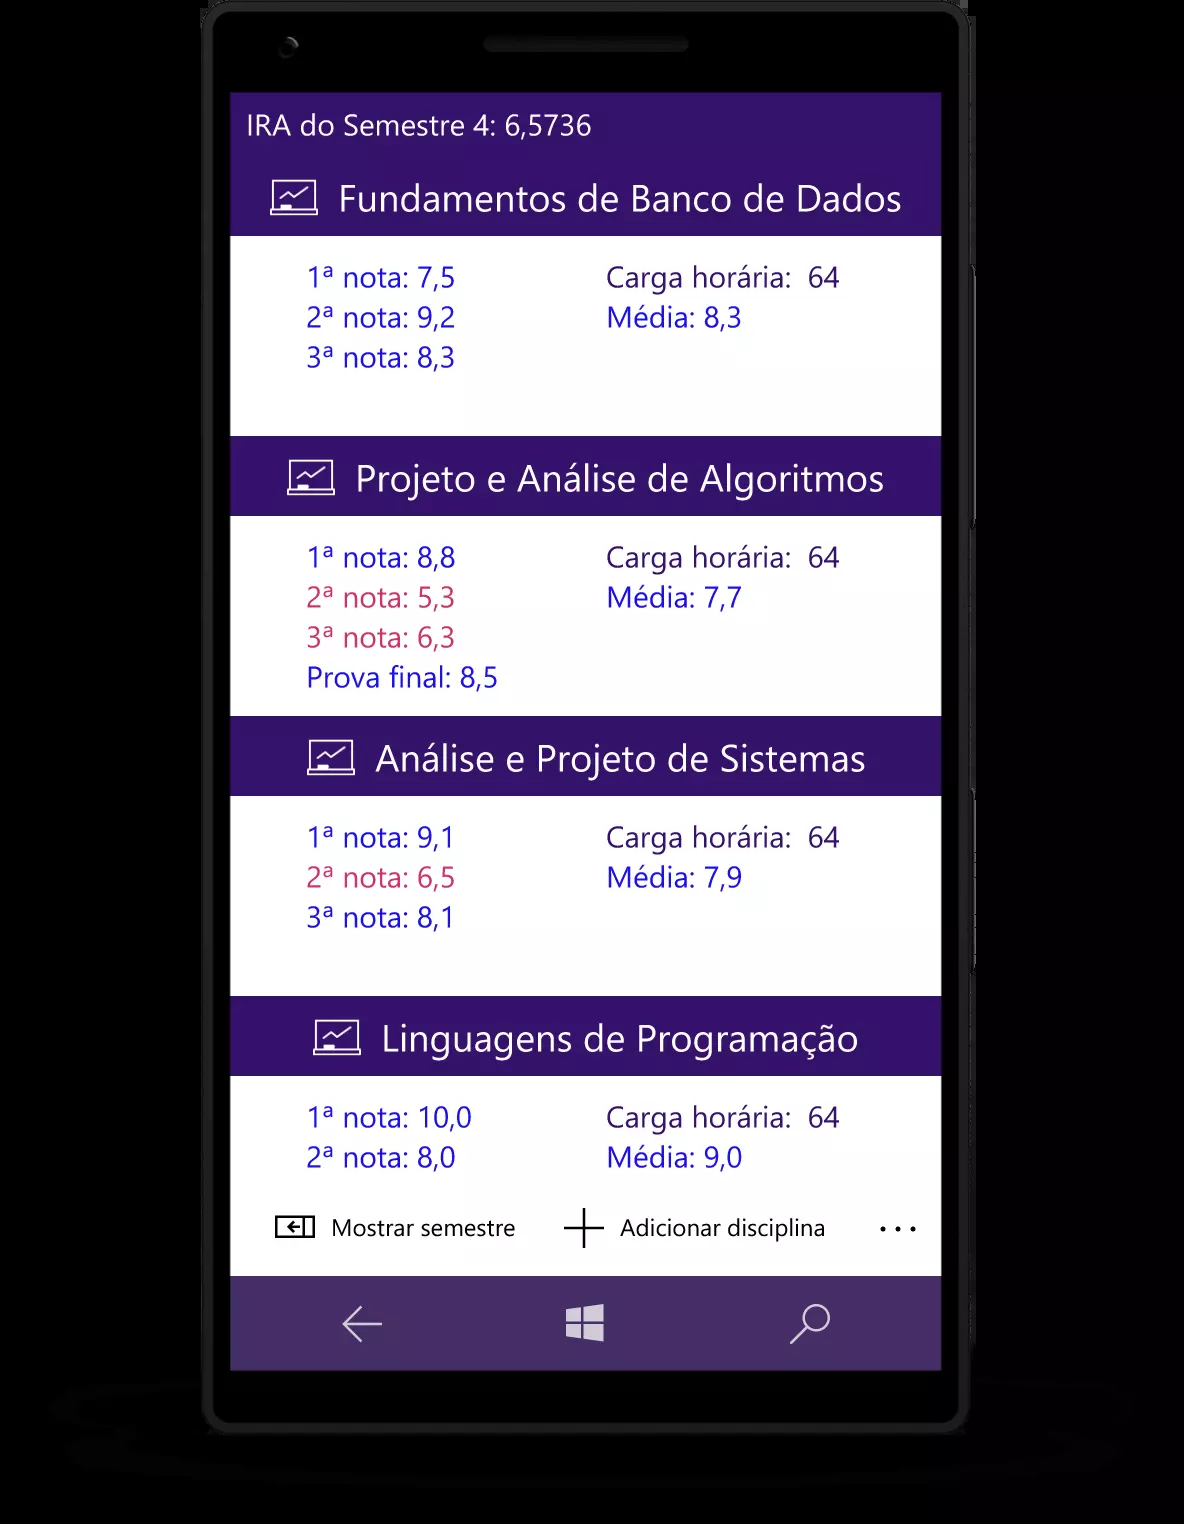 IRA do Semestre 4: 6,5736
Fundamentos de Banco de Dados
1ª nota: 7,5
Carga horária: 64
2ª nota: 9,2
Média: 8,3
3ª nota: 8,3
Projeto e Análise de Algoritmos
1ª nota: 8,8
Carga horária: 64
2ª nota: 5,3
Média: 7,7
3ª nota: 6,3
Prova final: 8,5
Análise e Projeto de Sistemas
1ª nota: 9,1
Carga horária: 64
2ª nota: 6,5
Média: 7,9
3ª nota: 8,1
Linguagens de Programação
1ª nota: 10,0
Carga horária: 64
2ª nota: 8,0
Média: 9,0
Mostrar semestre
Adicionar disciplina
...